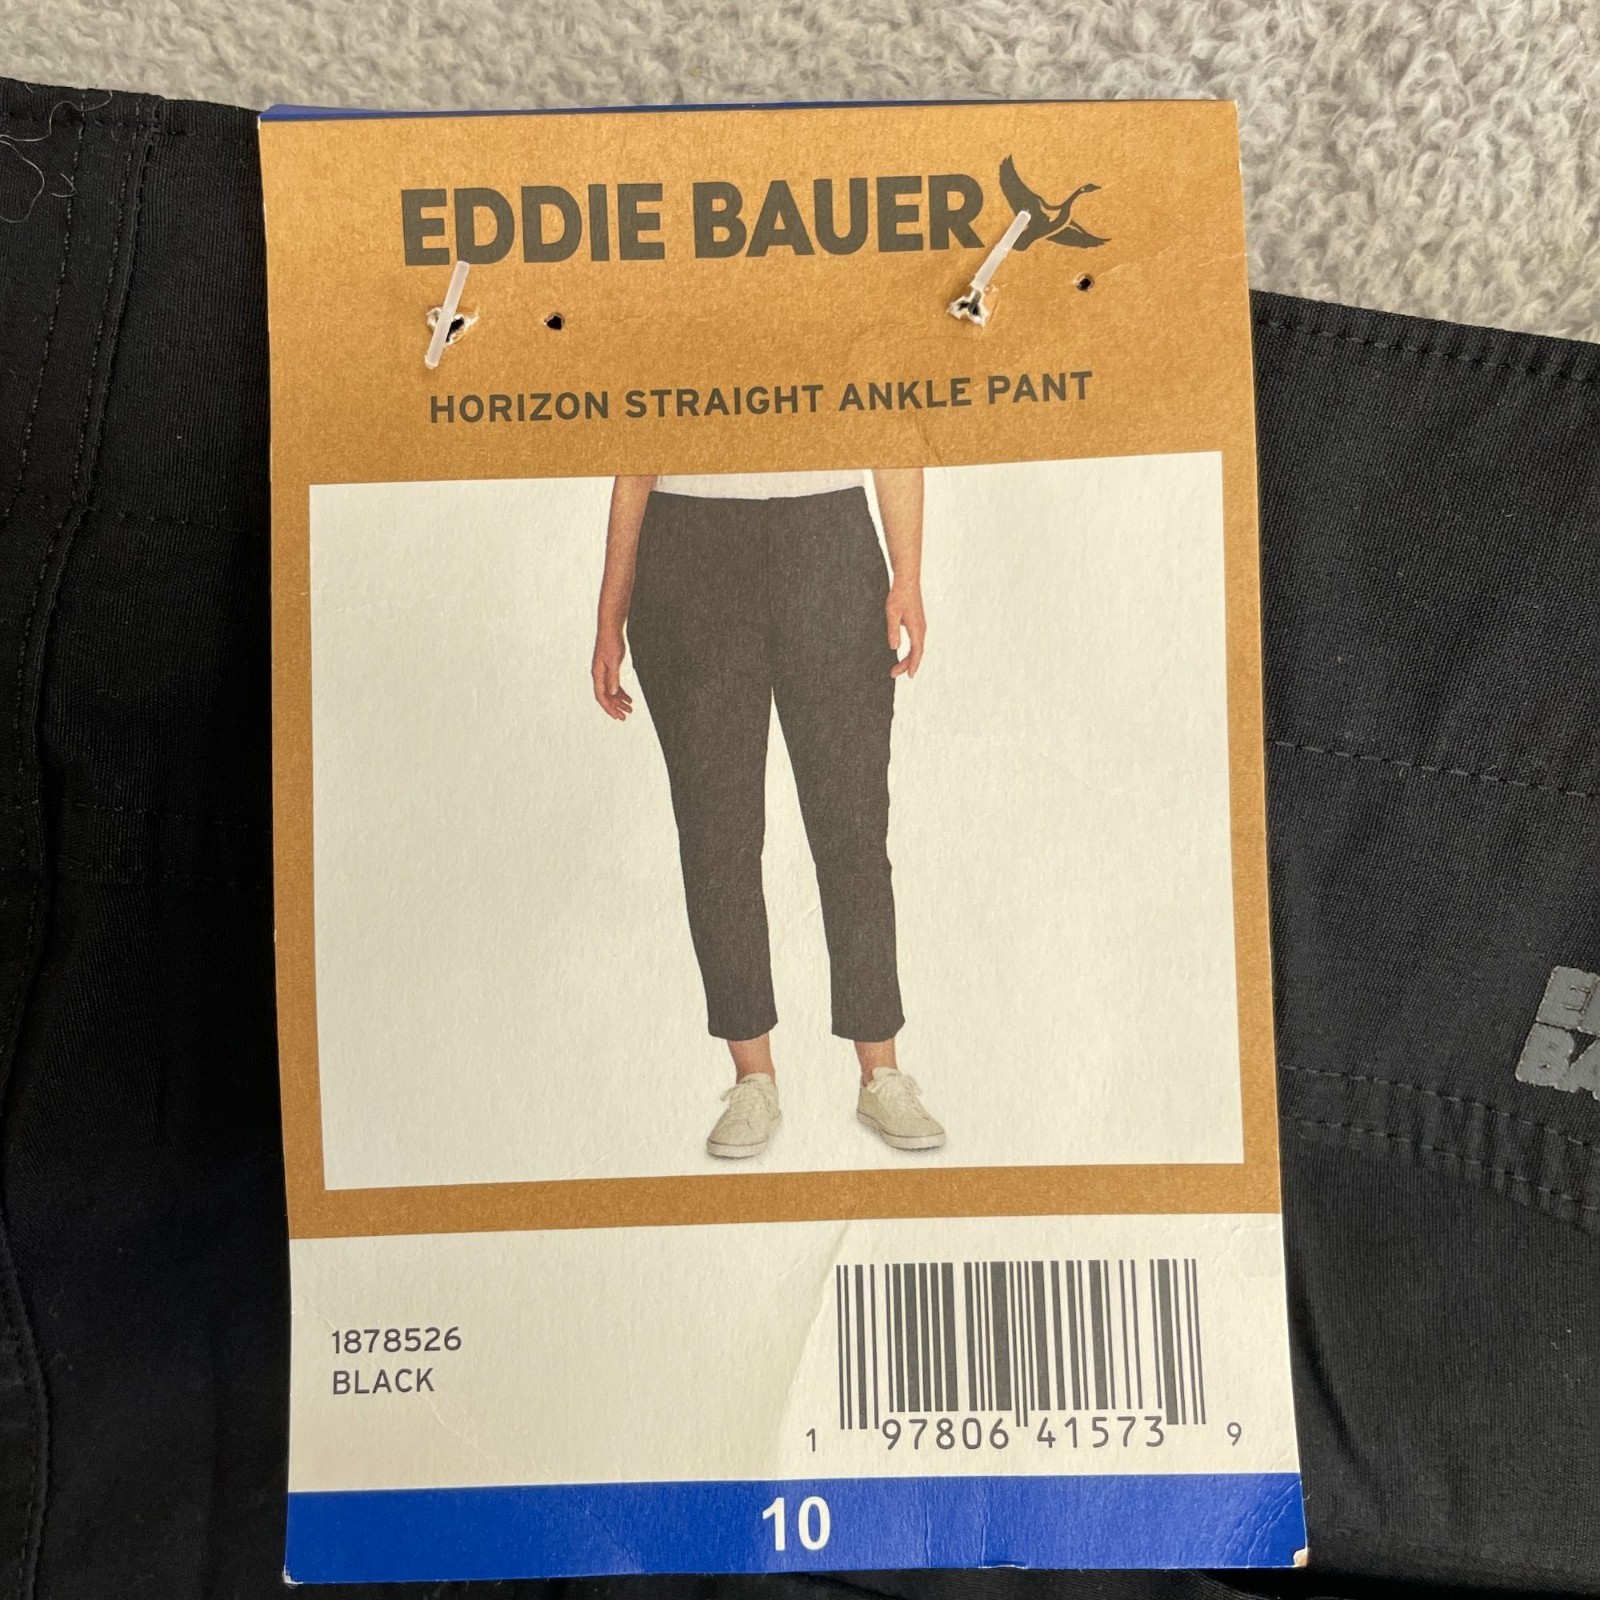 EDDIE BAUER
HORIZON STRAIGHT ANKLE PANT
1878526
BLACK
1 97806 41573 9
10